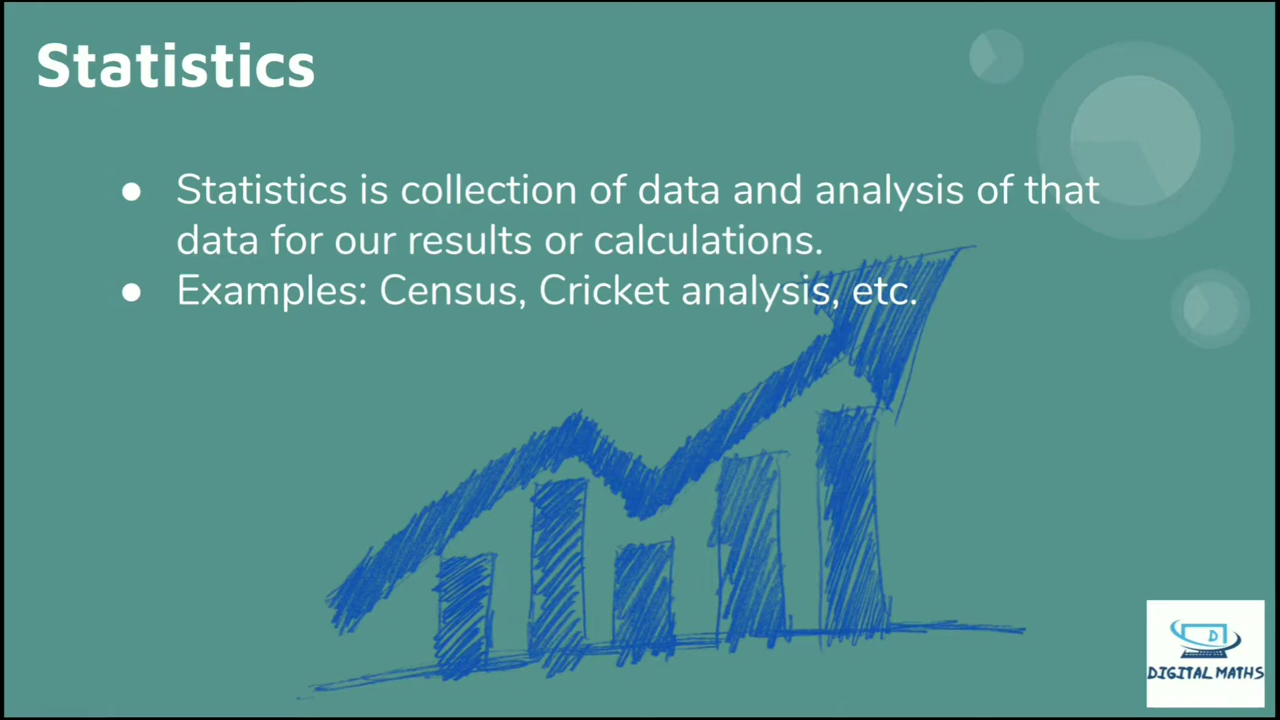 Statistics
● Statistics is collection of data and analysis of that
data for our results or calculations.
● Examples: Census, Cricket analysis, etc.
D
DIGITAL MATHS